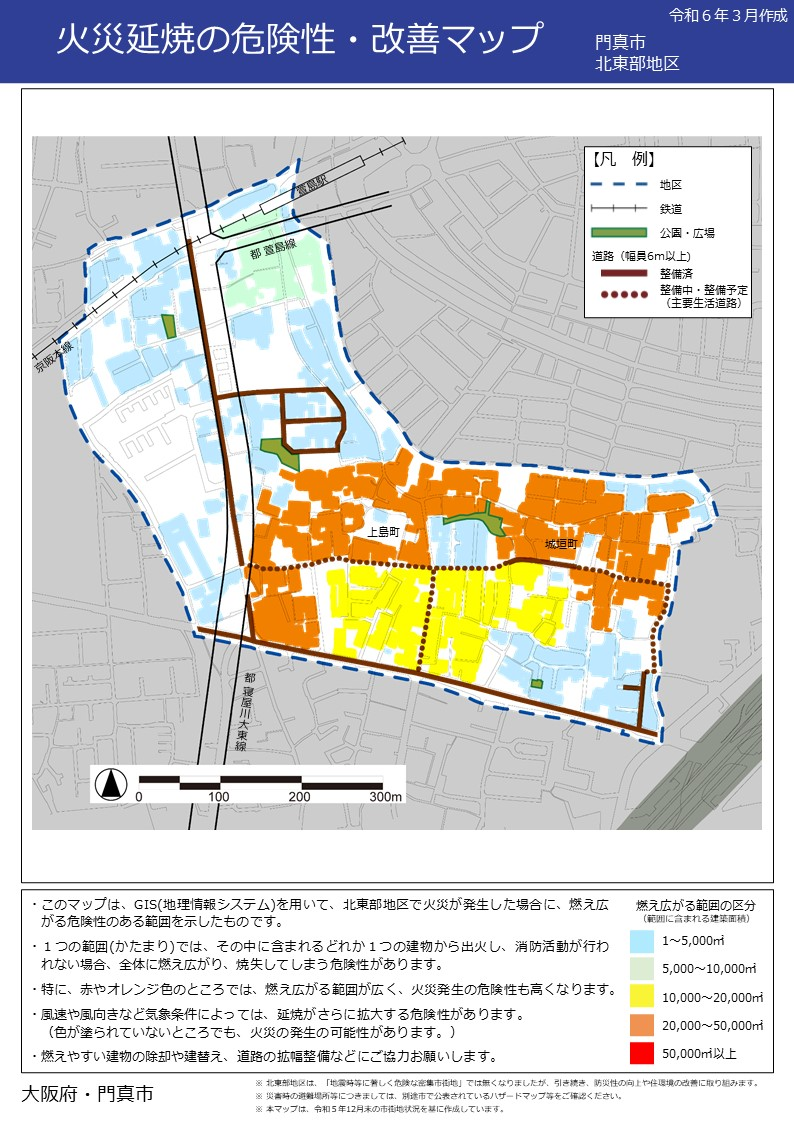 令和６年３月作成
火災延焼の危険性・改善マップ
門真市
北東部地区
【凡　例】
地区
鉄道
公園・広場
道路（幅員6m以上)
整備済
整備中・整備予定
（主要生活道路）
萱島駅
都 萱島線
京阪本線
上島町
城垣町
都 寝屋川大東線
0 100 200 300m
・このマップは、GIS(地理情報システム)を用いて、北東部地区で火災が発生した場合に、燃え広
がる危険性のある範囲を示したものです。
・１つの範囲(かたまり)では、その中に含まれるどれか１つの建物から出火し、消防活動が行わ
れない場合、全体に燃え広がり、焼失してしまう危険性があります。
・特に、赤やオレンジ色のところでは、燃え広がる範囲が広く、火災発生の危険性も高くなります。
・風速や風向きなど気象条件によっては、延焼がさらに拡大する危険性があります。
（色が塗られていないところでも、火災の発生の可能性があります。）
・燃えやすい建物の除却や建替え、道路の拡幅整備などにご協力お願いします。
燃え広がる範囲の区分
（範囲に含まれる建築面積）
1～5,000㎡
5,000～10,000㎡
10,000～20,000㎡
20,000～50,000㎡
50,000㎡以上
大阪府・門真市
※ 北東部地区は、「地震時等に著しく危険な密集市街地」では無くなりましたが、引き続き、防災性の向上や住環境の改善に取り組みます。
※ 災害時の避難場所等につきましては、別途市で公表されているハザードマップ等をご確認ください。
※ 本マップは、令和５年12月末の市街地状況を基に作成しています。